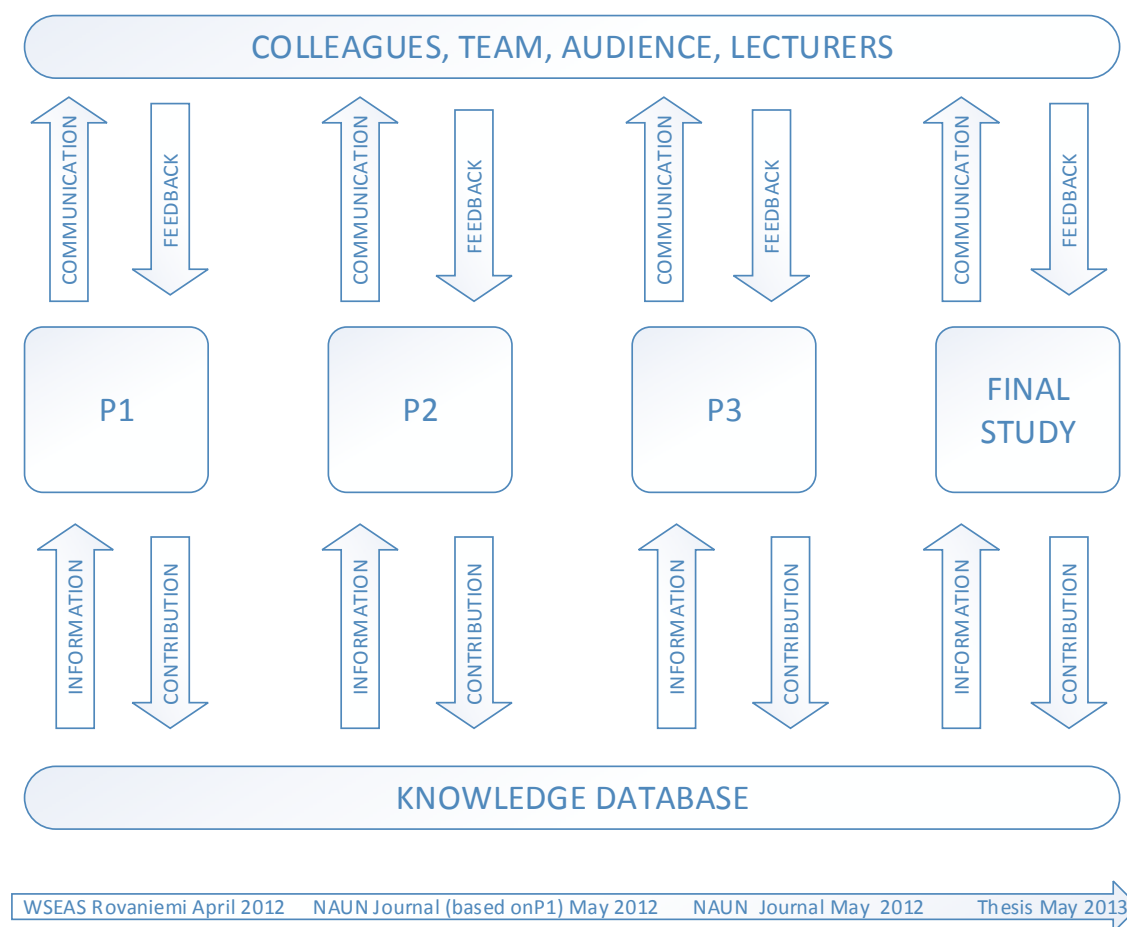 COLLEAGUES, TEAM, AUDIENCE, LECTURERS
COMMUNICATION
FEEDBACK
COMMUNICATION
FEEDBACK
COMMUNICATION
FEEDBACK
COMMUNICATION
FEEDBACK
P1
P2
P3
FINAL
STUDY
INFORMATION
CONTRIBUTION
INFORMATION
CONTRIBUTION
INFORMATION
CONTRIBUTION
INFORMATION
CONTRIBUTION
KNOWLEDGE DATABASE
WSEAS Rovaniemi April 2012 NAUN Journal (based onP1) May 2012 NAUN Journal May 2012 Thesis May 2013